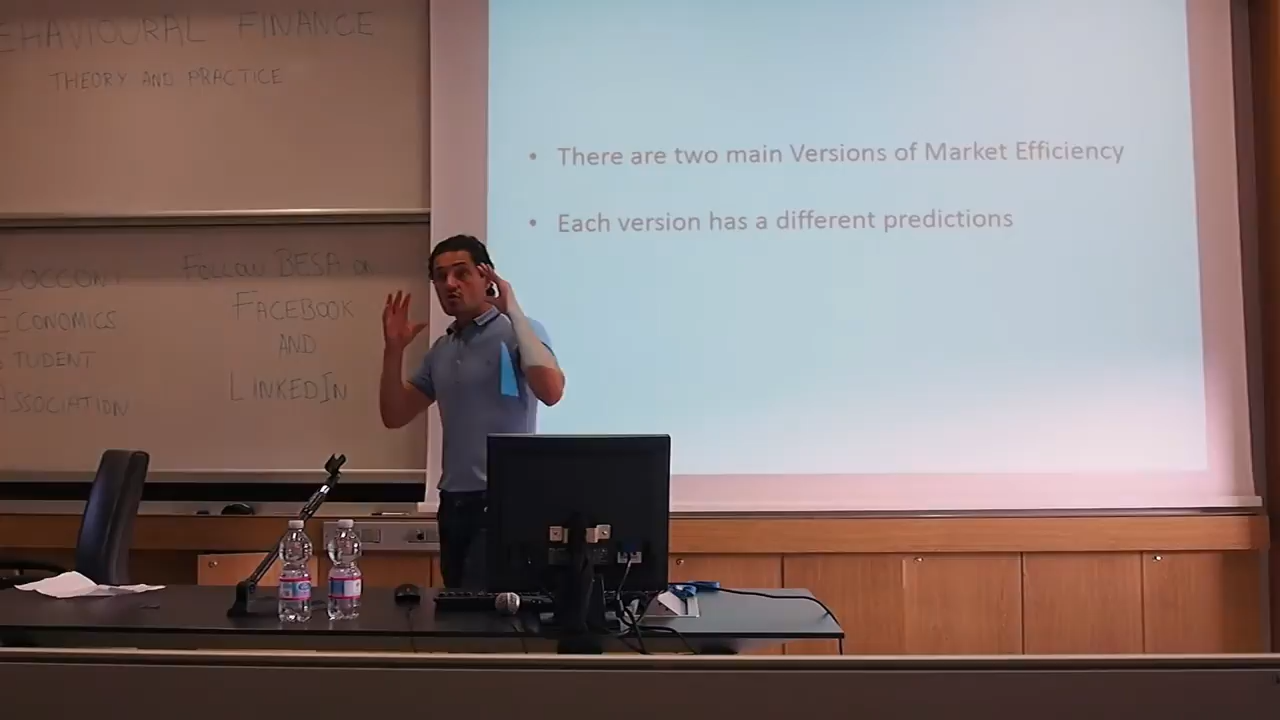 EHAVIOURAL FINANCE
THEORY AND PRACTICE
BOCCONI
ECONOMICS
STUDENT
ASSOCIATION
FOLLOW BESA on
FACEBOOK
AND
LINKEDIN
• There are two main Versions of Market Efficiency
• Each version has a different predictions